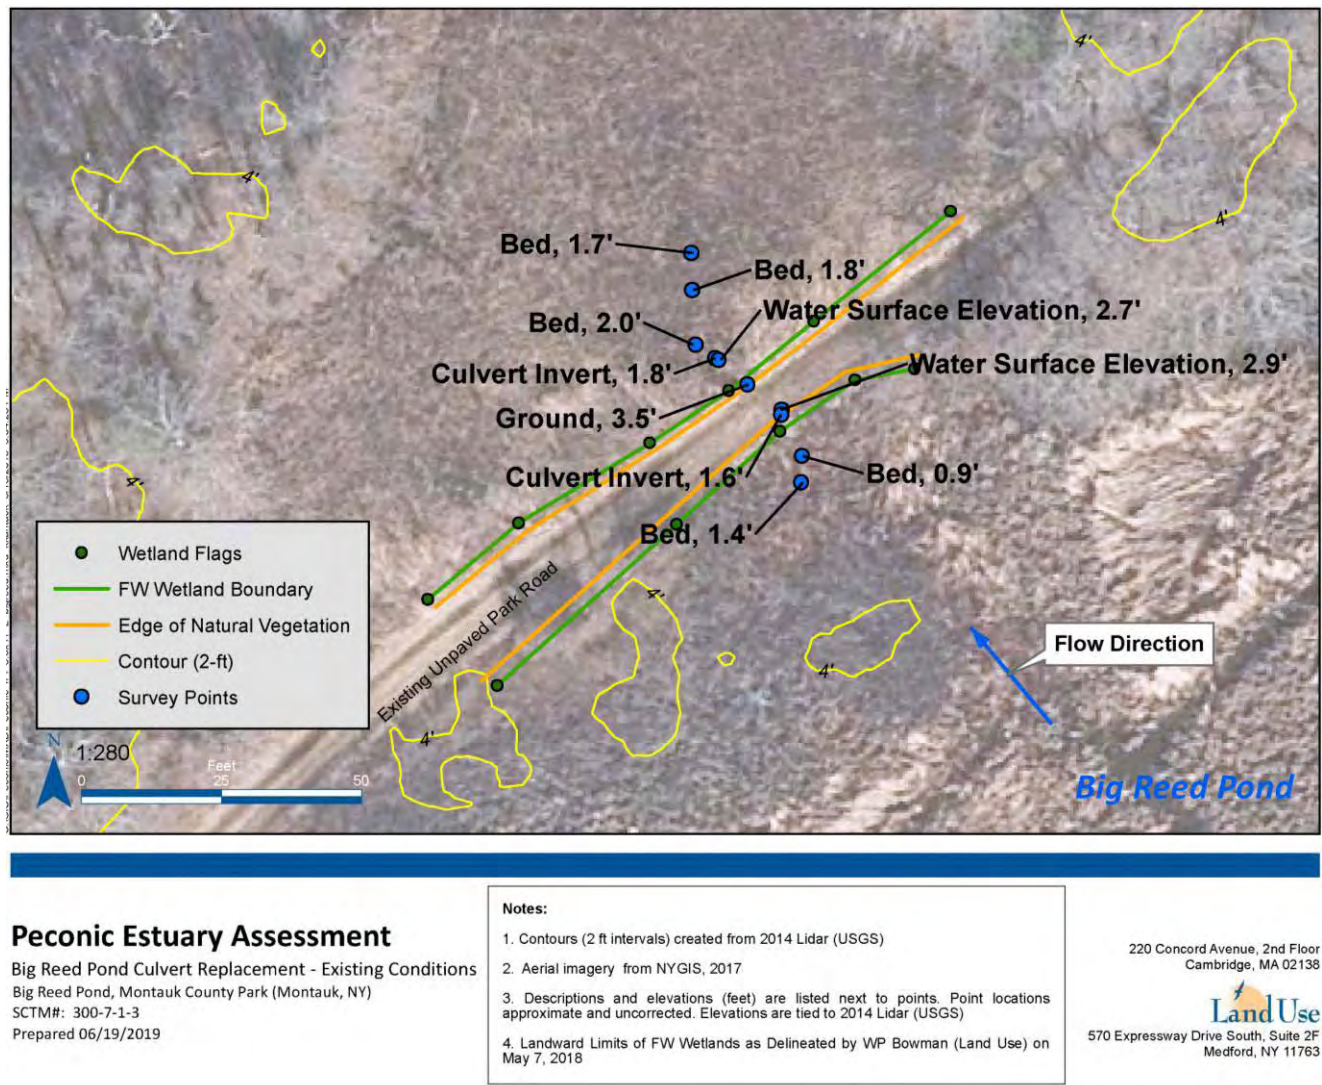 4'
4'
4'
4'
Bed, 1.7'
Bed, 1.8'
Water Surface Elevation, 2.7'
Bed, 2.0'
Culvert Invert, 1.8'
Water Surface Elevation, 2.9'
Ground, 3.5'
Culvert Invert, 1.6'
Bed, 0.9'
Bed, 1.4'
4'
4'
4'
4'
Wetland Flags
FW Wetland Boundary
Edge of Natural Vegetation
Contour (2-ft)
Survey Points
Existing Unpaved Park Road
Flow Direction
N
1:280
Feet
0 25 50
Big Reed Pond
Peconic Estuary Assessment
Big Reed Pond Culvert Replacement - Existing Conditions
Big Reed Pond, Montauk County Park (Montauk, NY)
SCTM#: 300-7-1-3
Prepared 06/19/2019
Notes:
1. Contours (2 ft intervals) created from 2014 Lidar (USGS)
2. Aerial imagery from NYGIS, 2017
3. Descriptions and elevations (feet) are listed next to points. Point locations
approximate and uncorrected. Elevations are tied to 2014 Lidar (USGS)
4. Landward Limits of FW Wetlands as Delineated by WP Bowman (Land Use) on
May 7, 2018
220 Concord Avenue, 2nd Floor
Cambridge, MA 02138
Land Use
570 Expressway Drive South, Suite 2F
Medford, NY 11763